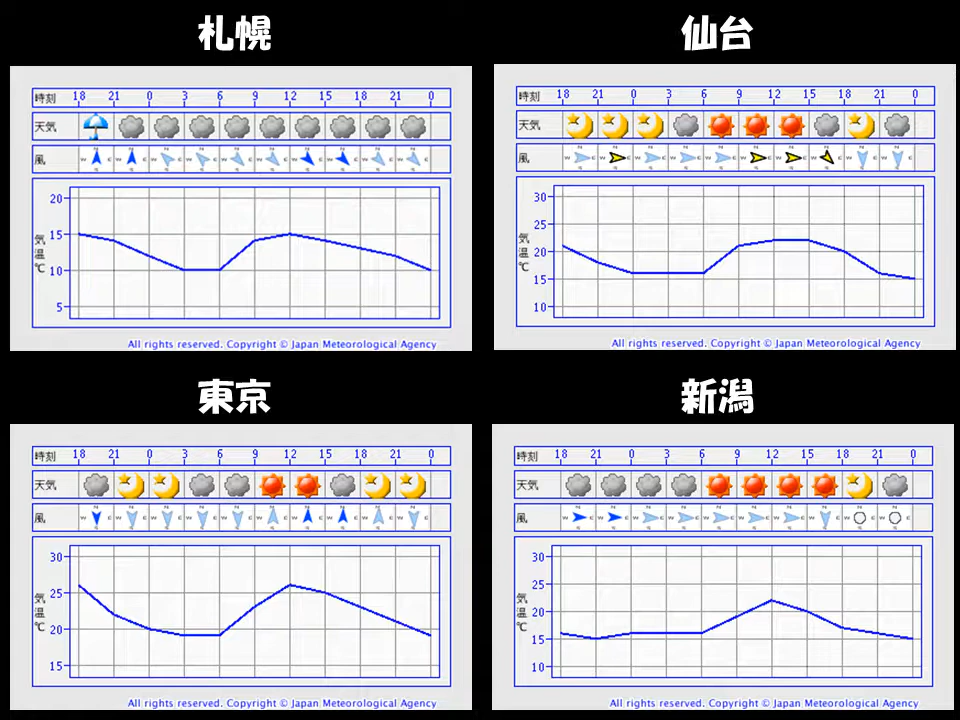 札幌
時刻 18 21 0 3 6 9 12 15 18 21 0
天気
風
20
15
気温℃
10
5
All rights reserved. Copyright © Japan Meteorological Agency
仙台
時刻 18 21 0 3 6 9 12 15 18 21 0
天気
風
30
25
気温℃
20
15
10
All rights reserved. Copyright © Japan Meteorological Agency
東京
時刻 18 21 0 3 6 9 12 15 18 21 0
天気
風
30
25
気温℃
20
15
All rights reserved. Copyright © Japan Meteorological Agency
新潟
時刻 18 21 0 3 6 9 12 15 18 21 0
天気
風
30
25
気温℃
20
15
10
All rights reserved. Copyright © Japan Meteorological Agency